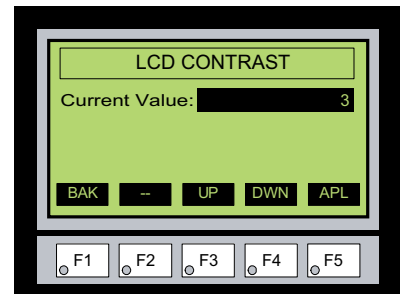 LCD CONTRAST
Current Value: 3
BAK -- UP DWN APL
F1 F2 F3 F4 F5